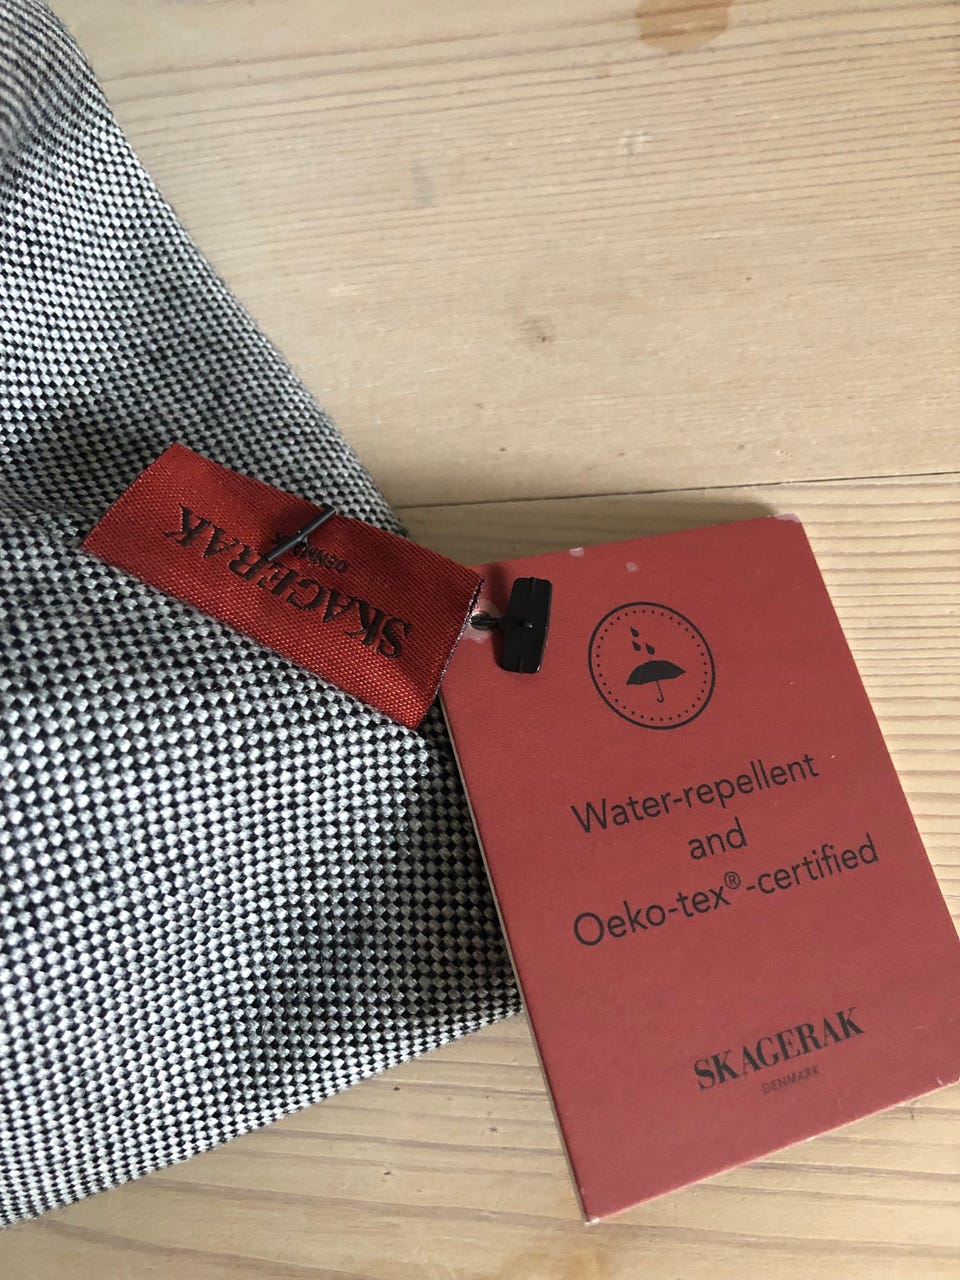 SKAGERAK
DENMARK
Water-repellent
and
Oeko-tex®-certified
SKAGERAK
DENMARK